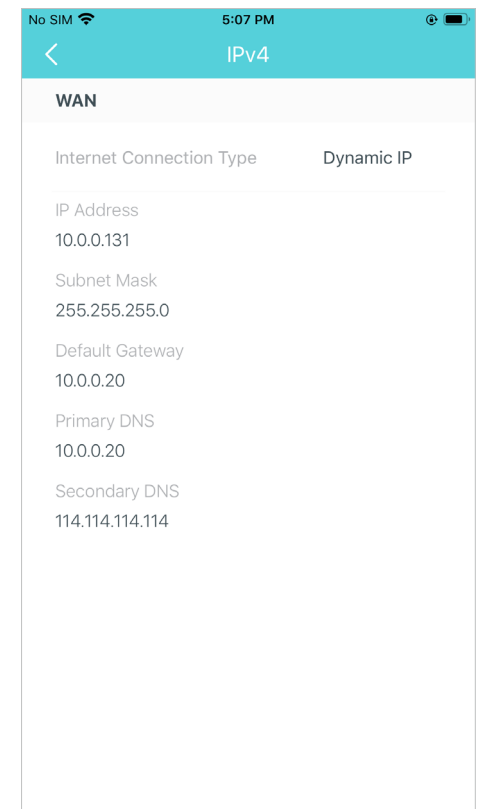 No SIM 5:07 PM
IPv4
WAN
Internet Connection Type Dynamic IP
IP Address
10.0.0.131
Subnet Mask
255.255.255.0
Default Gateway
10.0.0.20
Primary DNS
10.0.0.20
Secondary DNS
114.114.114.114